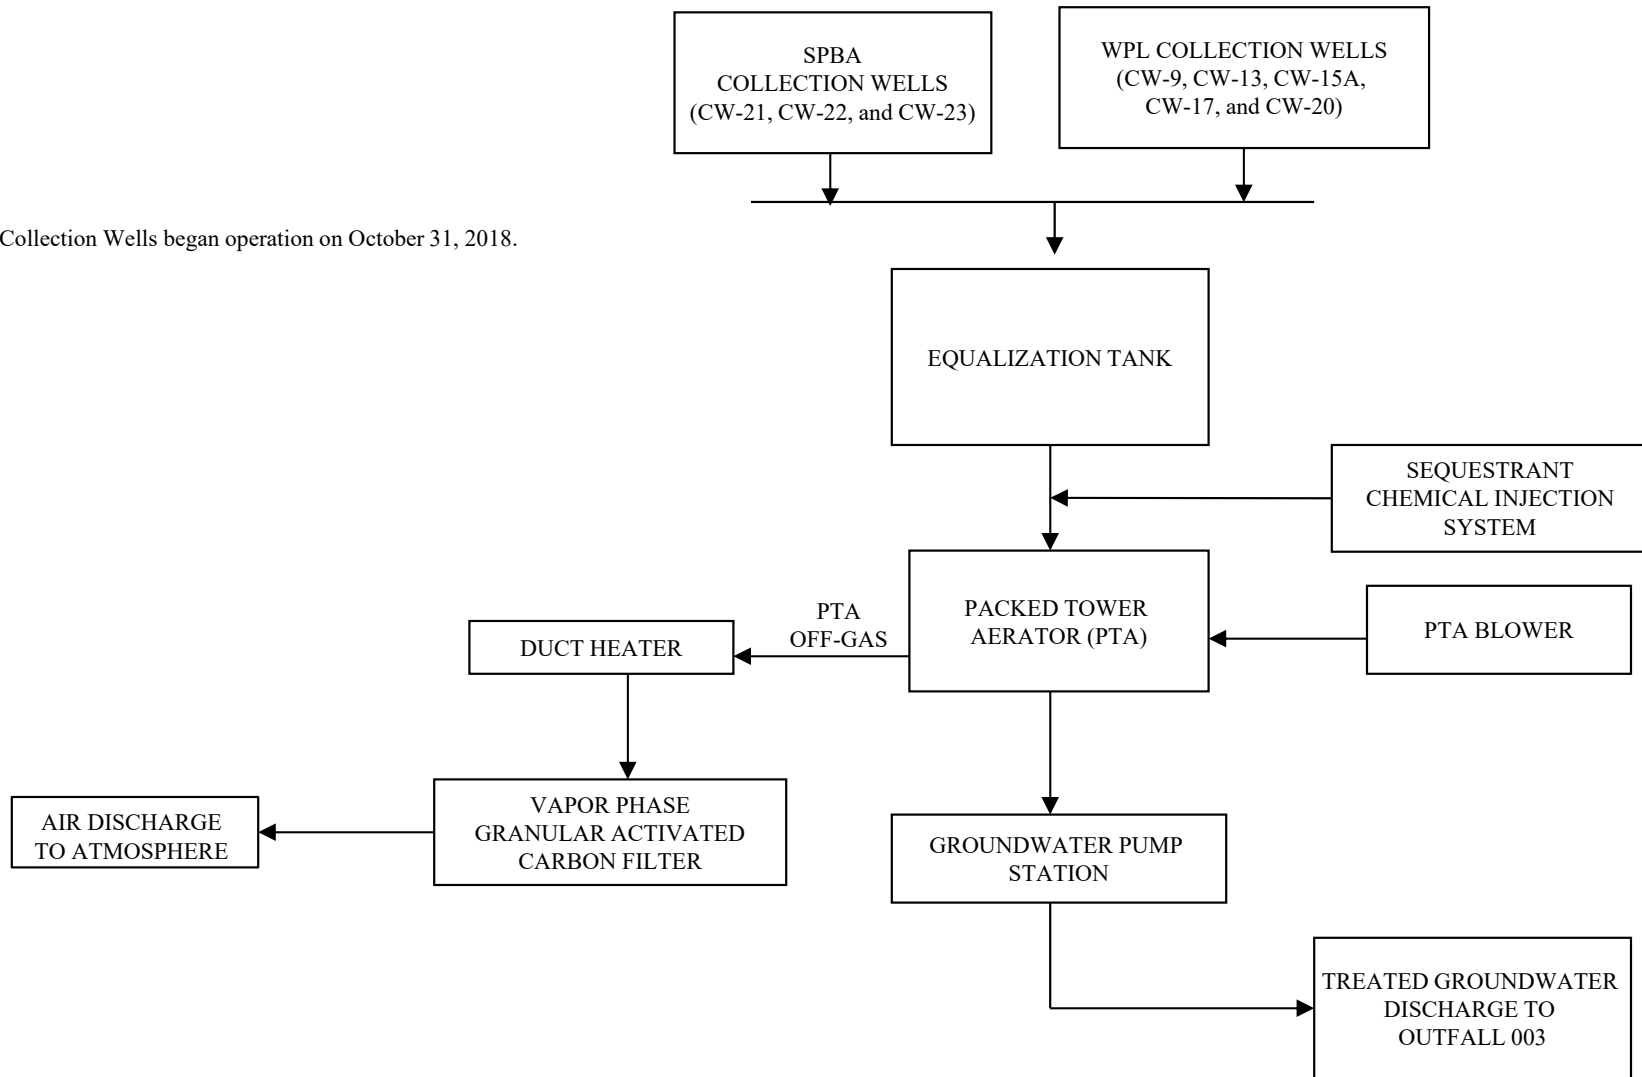 SPBA
COLLECTION WELLS
(CW-21, CW-22, and CW-23)
WPL COLLECTION WELLS
(CW-9, CW-13, CW-15A,
CW-17, and CW-20)
Collection Wells began operation on October 31, 2018.
EQUALIZATION TANK
SEQUESTRANT
CHEMICAL INJECTION
SYSTEM
PACKED TOWER
AERATOR (PTA)
PTA BLOWER
PTA
OFF-GAS
DUCT HEATER
VAPOR PHASE
GRANULAR ACTIVATED
CARBON FILTER
AIR DISCHARGE
TO ATMOSPHERE
GROUNDWATER PUMP
STATION
TREATED GROUNDWATER
DISCHARGE TO
OUTFALL 003